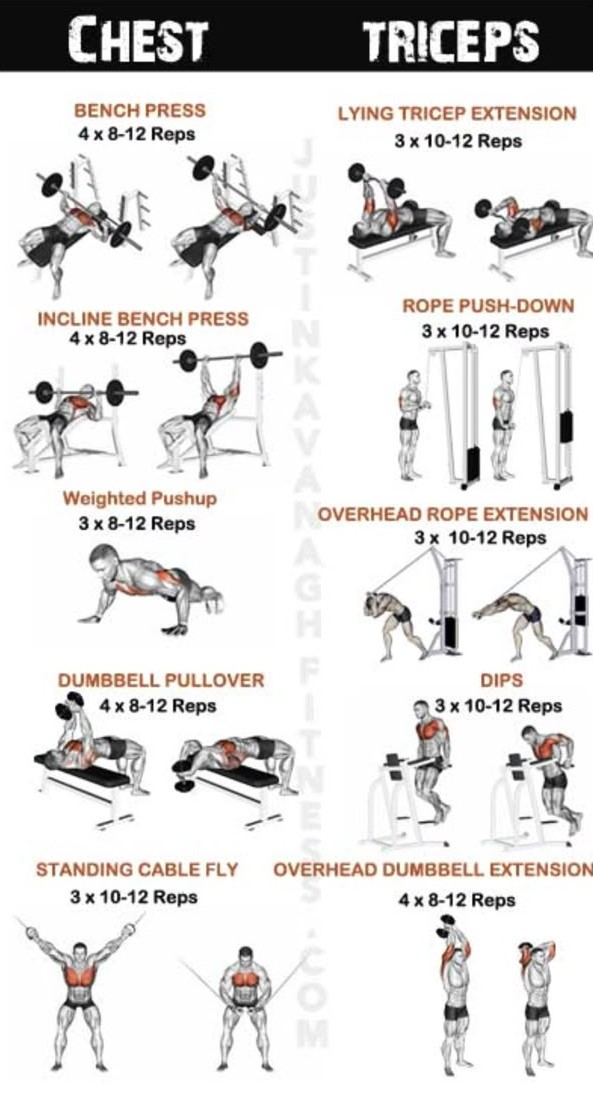 CHEST
TRICEPS
BENCH PRESS
4 x 8-12 Reps
INCLINE BENCH PRESS
4 x 8-12 Reps
Weighted Pushup
3 x 8-12 Reps
DUMBBELL PULLOVER
4 x 8-12 Reps
STANDING CABLE FLY
3 x 10-12 Reps
LYING TRICEP EXTENSION
3 x 10-12 Reps
ROPE PUSH-DOWN
3 x 10-12 Reps
OVERHEAD ROPE EXTENSION
3 x 10-12 Reps
DIPS
3 x 10-12 Reps
OVERHEAD DUMBBELL EXTENSION
4 x 8-12 Reps
JUSTINKAVANAGH FITNESS.COM